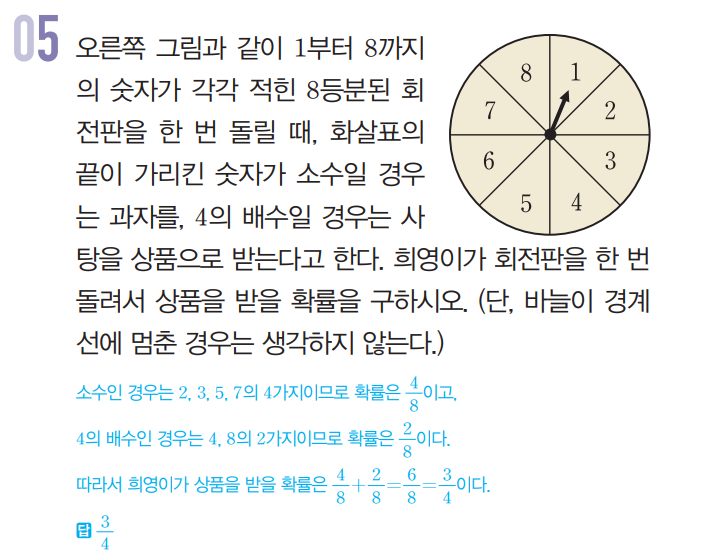 05
오른쪽 그림과 같이 1부터 8까지
의 숫자가 각각 적힌 8등분된 회
전판을 한 번 돌릴 때, 화살표의
끝이 가리킨 숫자가 소수일 경우
는 과자를, 4의 배수일 경우는 사
탕을 상품으로 받는다고 한다. 희영이가 회전판을 한 번
돌려서 상품을 받을 확률을 구하시오. (단, 바늘이 경계
선에 멈춘 경우는 생각하지 않는다.)
8 1
7 2
6 3
5 4
소수인 경우는 2, 3, 5, 7의 4가지이므로 확률은 4/8이고,
4의 배수인 경우는 4, 8의 2가지이므로 확률은 2/8이다.
따라서 희영이가 상품을 받을 확률은 4/8+2/8=6/8=3/4이다.
답 3/4